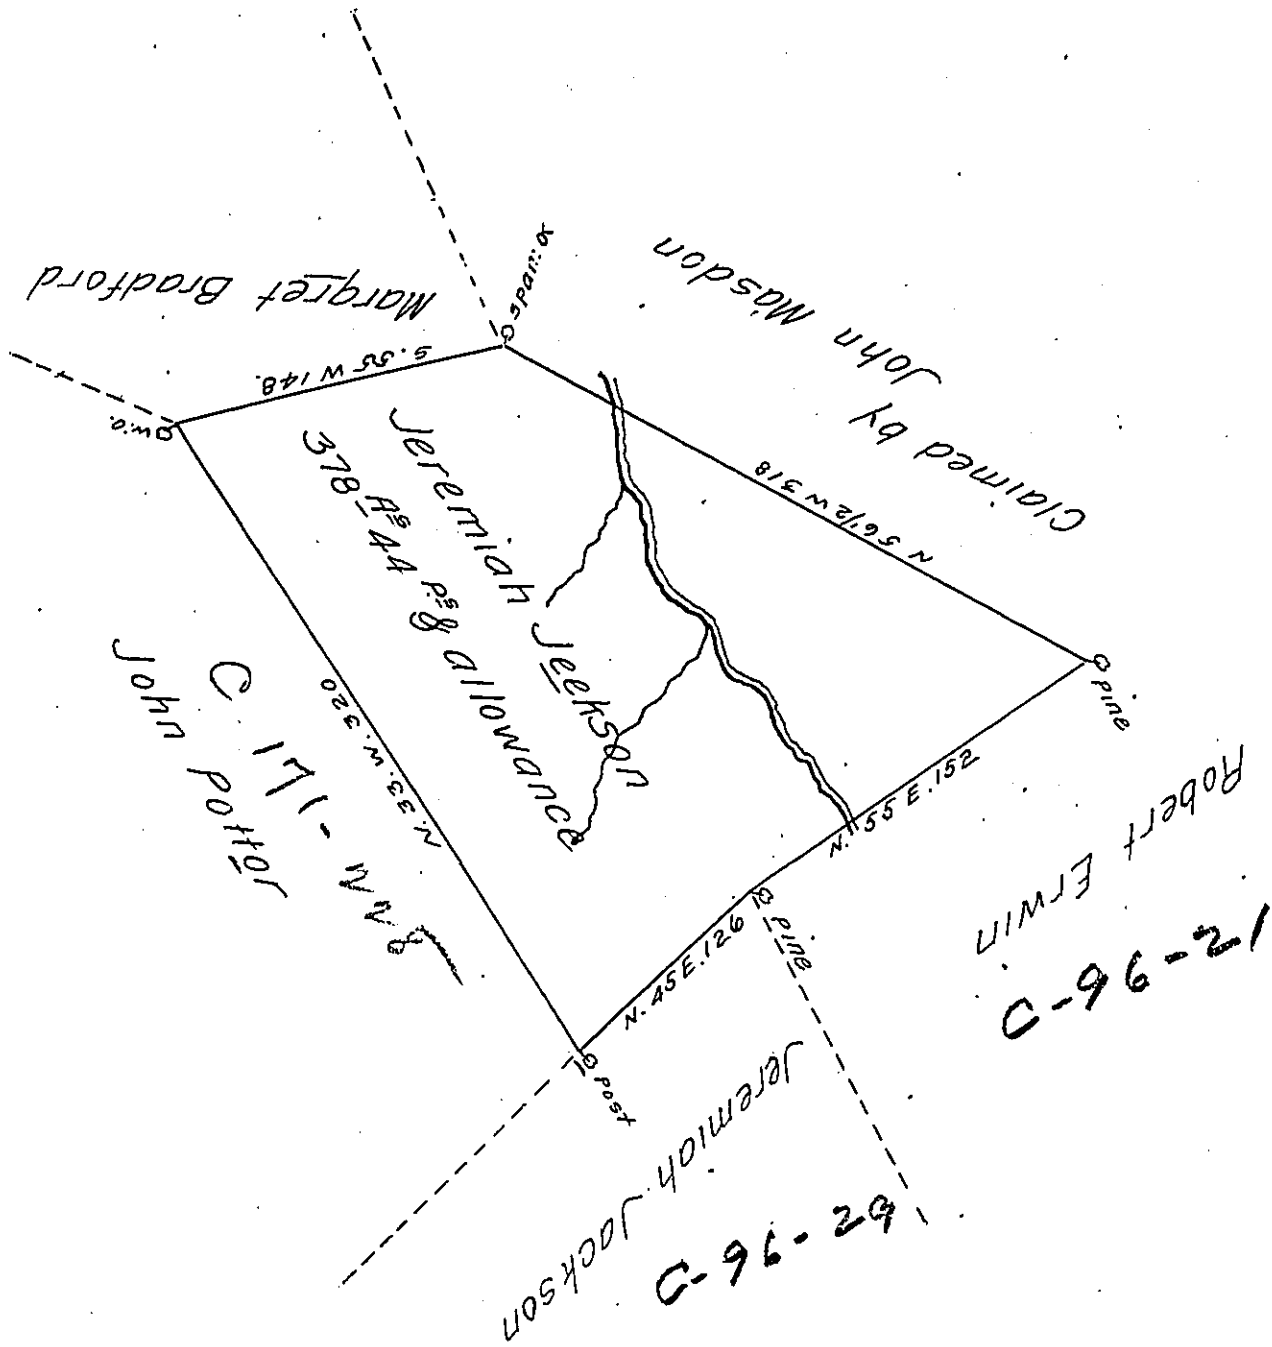 Margret Bradford
S. 55 W 148.
w.o.
Span: o
Claimed by
John Masdon
N 56 1/2 W 318
Jeremiah Jeekson
378 As 44 Ps & allowance
N. 33. W. 320
John Pottor
C 171-
pine
N. 55 E. 152
Robert Erwin
C-96-21
pine
N. 45 E. 126
post
Jeremiah Jackson
C-96-29